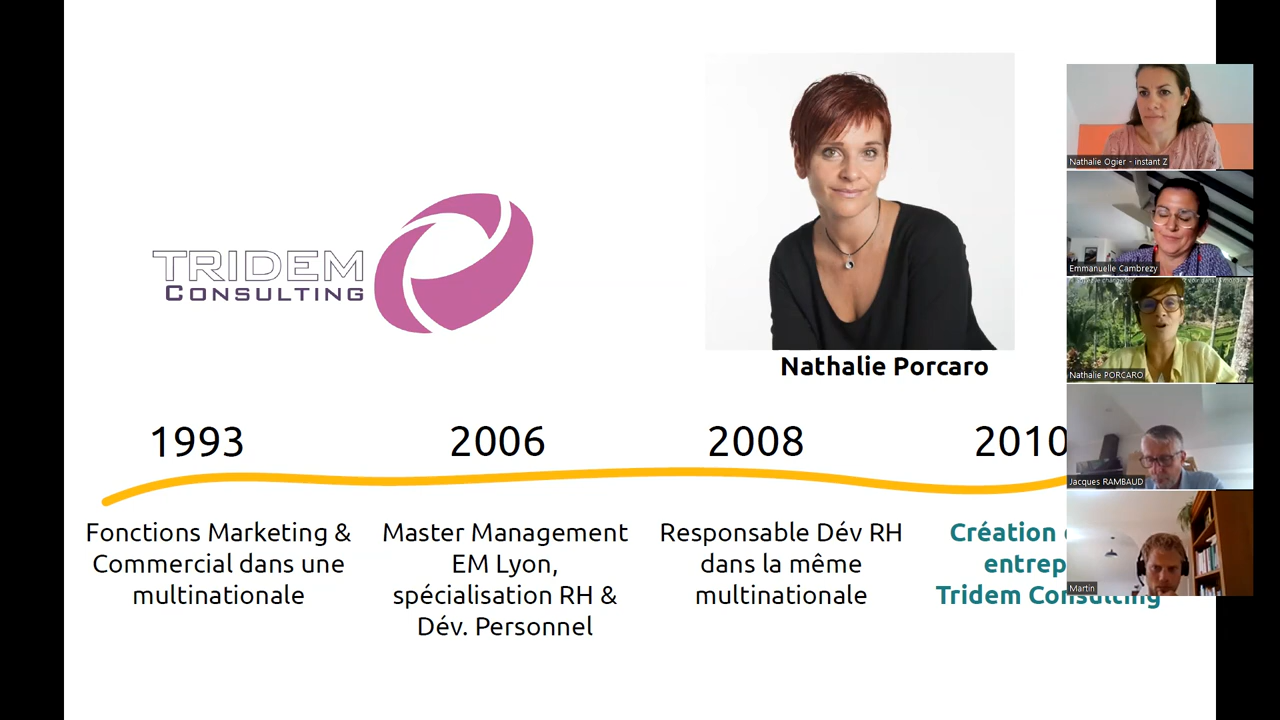 TRIDEM
CONSULTING
Nathalie Porcaro
1993
2006
2008
2010
Fonctions Marketing &
Commercial dans une
multinationale
Master Management
EM Lyon,
spécialisation RH &
Dév. Personnel
Responsable Dév RH
dans la même
multinationale
Création
entrep
Tridem Consulting
Nathalie Ogier - instant Z
Emmanuelle Cambrezy
Nathalie PORCARO
Jacques RAMBAUD
Martin